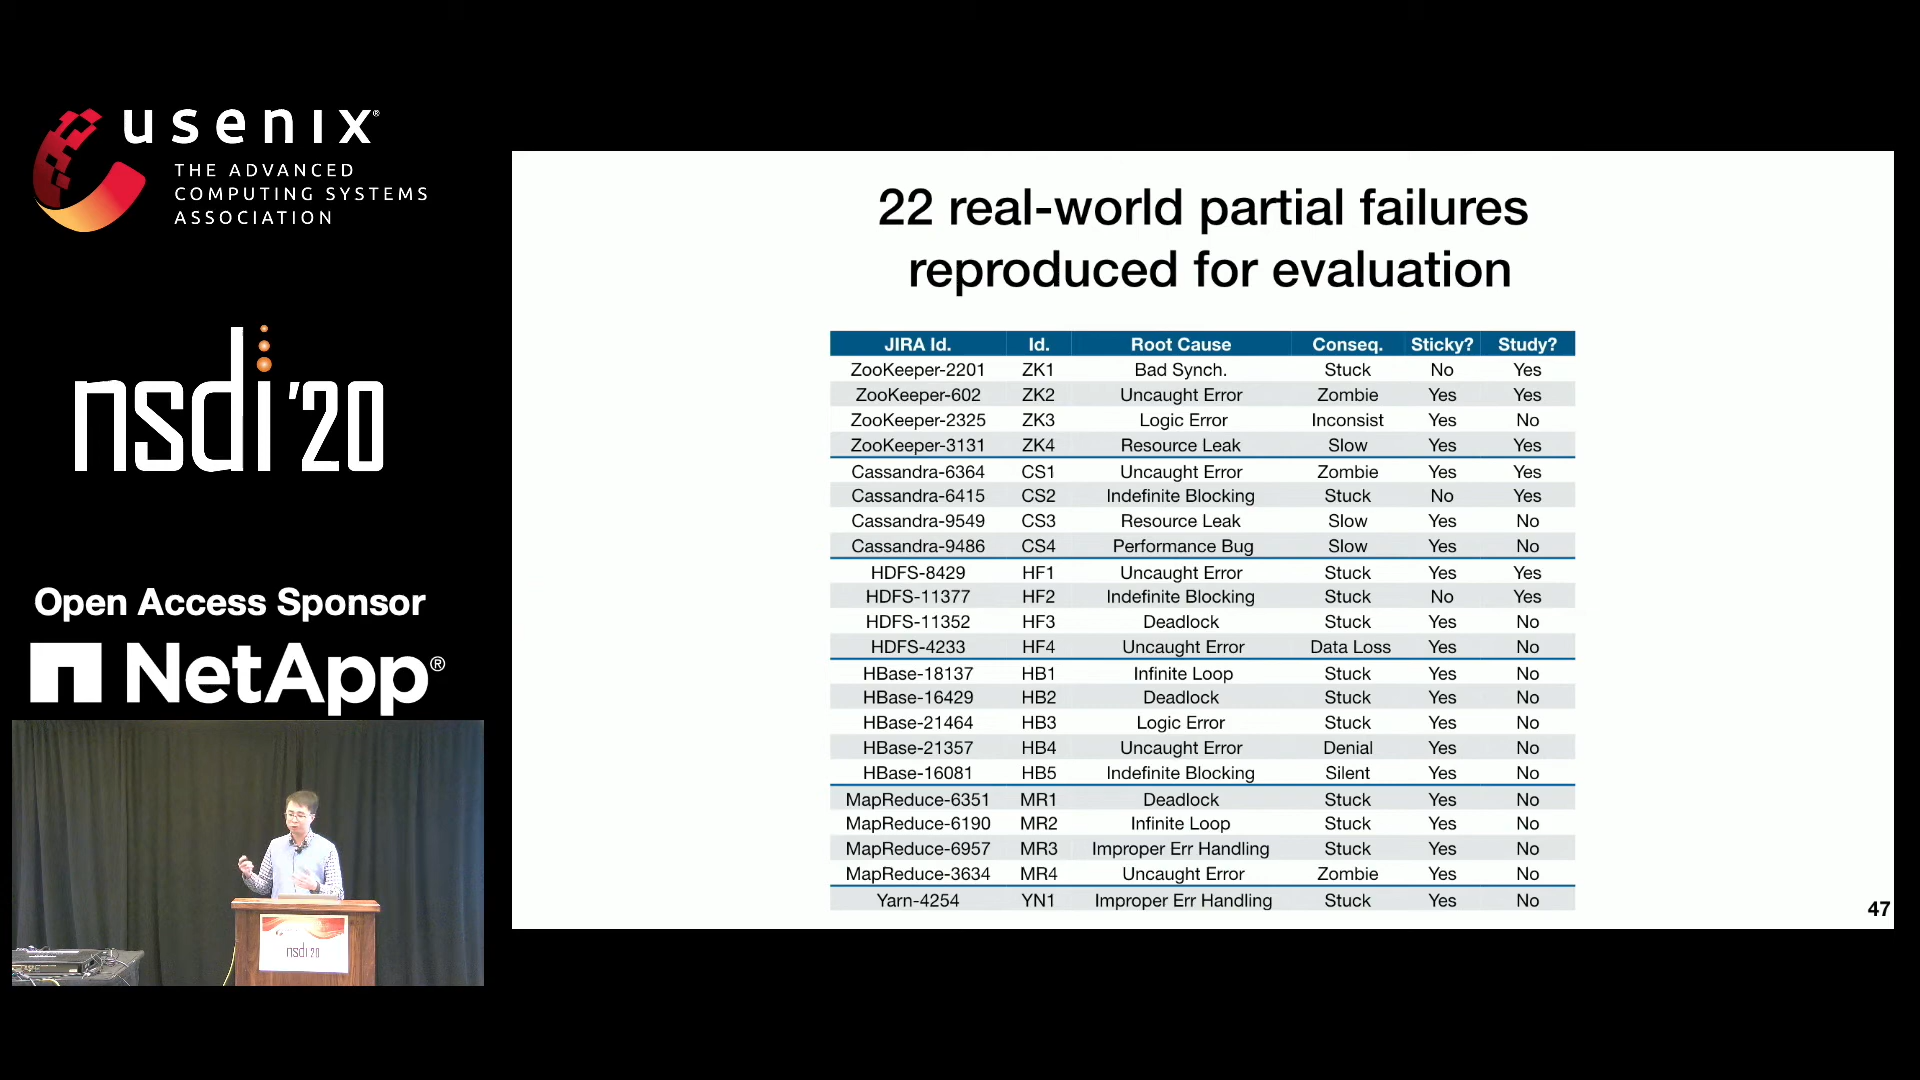 usenix®
THE ADVANCED
COMPUTING SYSTEMS
ASSOCIATION
nsdi '20
Open Access Sponsor
NetApp®
nsdi 20
22 real-world partial failures
reproduced for evaluation
JIRA Id. Id. Root Cause Conseq. Sticky? Study?
ZooKeeper-2201 ZK1 Bad Synch. Stuck No Yes
ZooKeeper-602 ZK2 Uncaught Error Zombie Yes Yes
ZooKeeper-2325 ZK3 Logic Error Inconsist Yes No
ZooKeeper-3131 ZK4 Resource Leak Slow Yes Yes
Cassandra-6364 CS1 Uncaught Error Zombie Yes Yes
Cassandra-6415 CS2 Indefinite Blocking Stuck No Yes
Cassandra-9549 CS3 Resource Leak Slow Yes No
Cassandra-9486 CS4 Performance Bug Slow Yes No
HDFS-8429 HF1 Uncaught Error Stuck Yes Yes
HDFS-11377 HF2 Indefinite Blocking Stuck No Yes
HDFS-11352 HF3 Deadlock Stuck Yes No
HDFS-4233 HF4 Uncaught Error Data Loss Yes No
HBase-18137 HB1 Infinite Loop Stuck Yes No
HBase-16429 HB2 Deadlock Stuck Yes No
HBase-21464 HB3 Logic Error Stuck Yes No
HBase-21357 HB4 Uncaught Error Denial Yes No
HBase-16081 HB5 Indefinite Blocking Silent Yes No
MapReduce-6351 MR1 Deadlock Stuck Yes No
MapReduce-6190 MR2 Infinite Loop Stuck Yes No
MapReduce-6957 MR3 Improper Err Handling Stuck Yes No
MapReduce-3634 MR4 Uncaught Error Zombie Yes No
Yarn-4254 YN1 Improper Err Handling Stuck Yes No
47